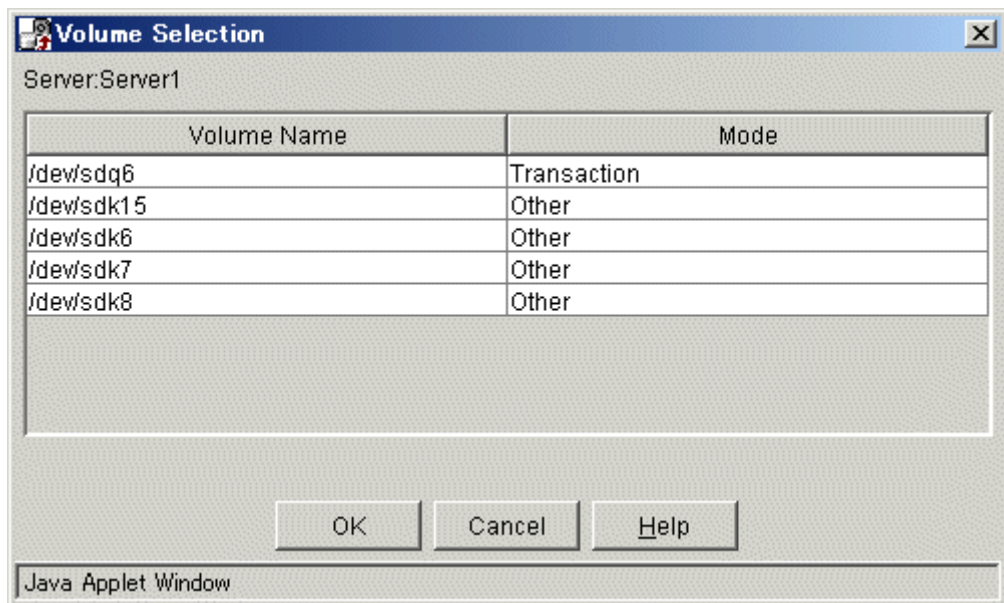 Volume Selection
Server:Server1
Volume Name Mode
/dev/sdq6 Transaction
/dev/sdk15 Other
/dev/sdk6 Other
/dev/sdk7 Other
/dev/sdk8 Other
OK Cancel Help
Java Applet Window